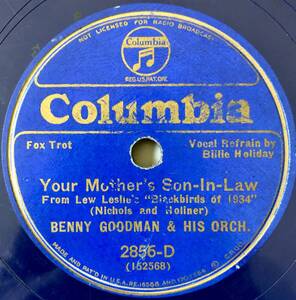 NOT LICENSED FOR RADIO BROADCAST
Columbia
REG. U.S. PAT. OFF.
Columbia
Fox Trot
Vocal Refrain by
Billie Holiday
Your Mother's Son-In-Law
From Lew Leslie's "Blackbirds of 1934"
(Nichols and Holiner)
BENNY GOODMAN & HIS ORCH.
2856-D
(152568)
MADE AND PAT'D IN U.S.A. RE-16588